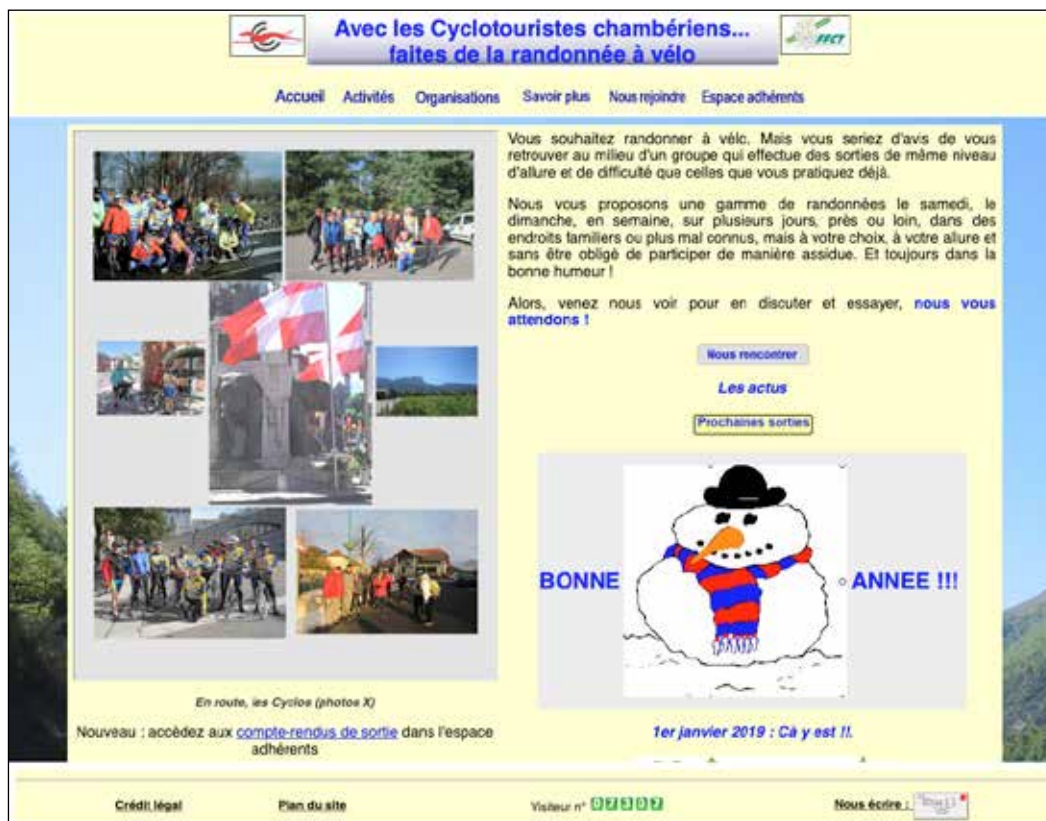 Avec les Cyclotouristes chambériens...
faites de la randonnée à vélo
FFCT
Accueil Activités Organisations Savoir plus Nous rejoindre Espace adhérents
Vous souhaitez randonner à vélo. Mais vous seriez d'avis de vous
retrouver au milieu d'un groupe qui effectue des sorties de même niveau
d'allure et de difficulté que celles que vous pratiquez déjà.
Nous vous proposons une gamme de randonnées le samedi, le
dimanche, en semaine, sur plusieurs jours, près ou loin, dans des
endroits familiers ou plus mal connus, mais à votre choix, à votre allure et
sans être obligé de participer de manière assidue. Et toujours dans la
bonne humeur !
Alors, venez nous voir pour en discuter et essayer, nous vous
attendons !
Nous rencontrer
Les actus
Prochaines sorties
BONNE ANNEE !!!
1er janvier 2019 : Cà y est !!.
En route, les Cyclos (photos X)
Nouveau : accèdez aux compte-rendus de sortie dans l'espace
adhérents
Crédit légal Plan du site Visiteur n° 07307 Nous écrire :